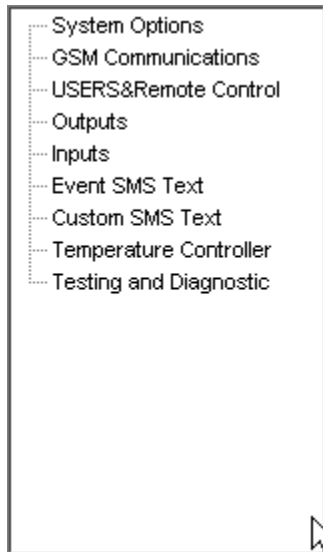 System Options
GSM Communications
USERS&Remote Control
Outputs
Inputs
Event SMS Text
Custom SMS Text
Temperature Controller
Testing and Diagnostic